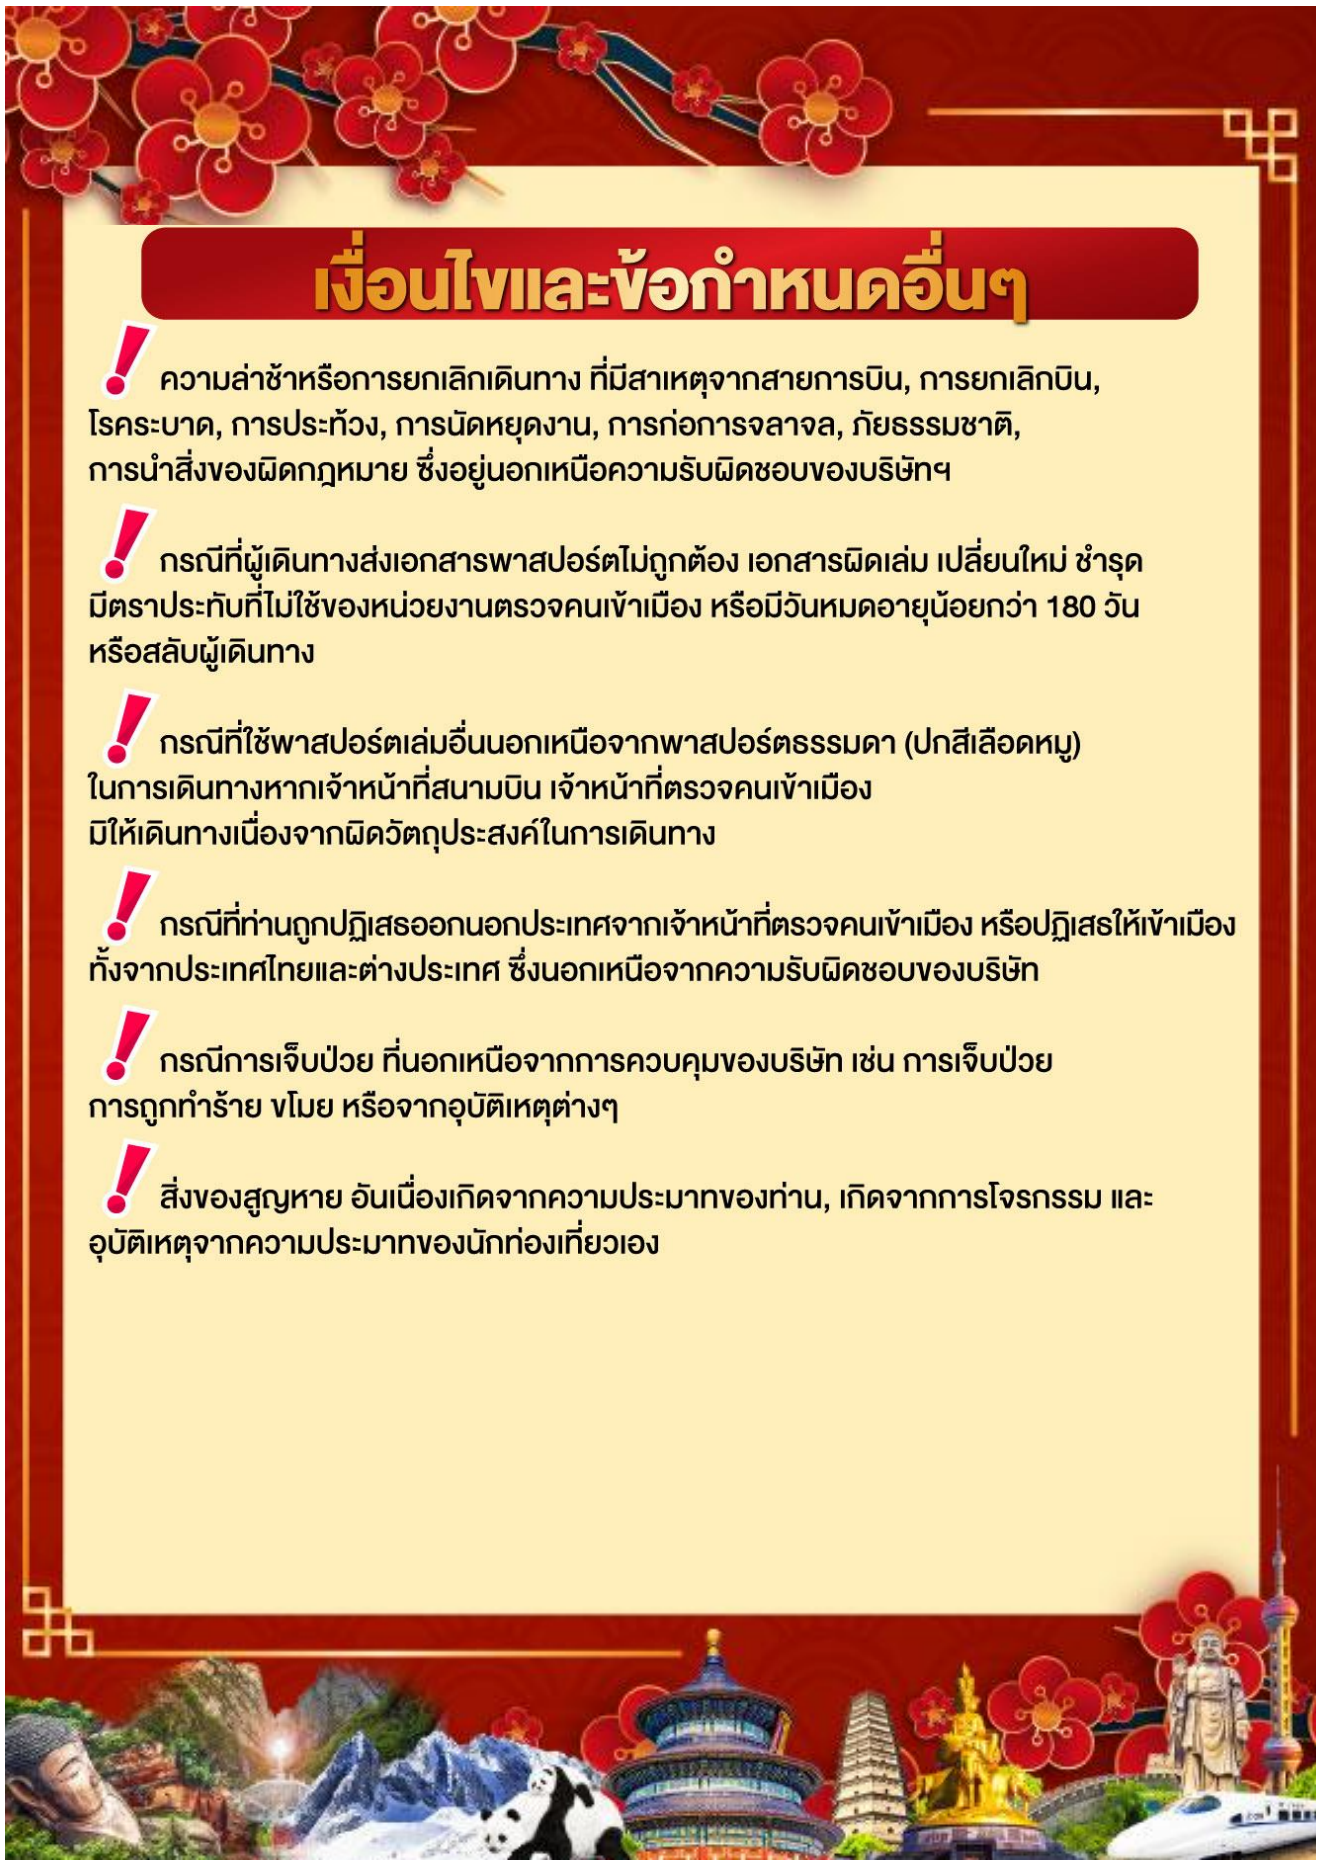 เงื่อนไขและข้อกำหนดอื่นๆ
ความล่าช้าหรือการยกเลิกเดินทาง ที่มีสาเหตุจากสายการบิน, การยกเลิกบิน,
โรคระบาด, การประท้วง, การนัดหยุดงาน, การก่อการจลาจล, ภัยธรรมชาติ,
การนำสิ่งของผิดกฎหมาย ซึ่งอยู่นอกเหนือความรับผิดชอบของบริษัทฯ
กรณีที่ผู้เดินทางส่งเอกสารพาสปอร์ตไม่ถูกต้อง เอกสารผิดเล่ม เปลี่ยนใหม่ ชำรุด
มีตราประทับที่ไม่ใช้ของหน่วยงานตรวจคนเข้าเมือง หรือมีวันหมดอายุน้อยกว่า 180 วัน
หรือสลับผู้เดินทาง
กรณีที่ใช้พาสปอร์ตเล่มอื่นนอกเหนือจากพาสปอร์ตธรรมดา (ปกสีเลือดหมู)
ในการเดินทางหากเจ้าหน้าที่สนามบิน เจ้าหน้าที่ตรวจคนเข้าเมือง
มิให้เดินทางเนื่องจากผิดวัตถุประสงค์ในการเดินทาง
กรณีที่ท่านถูกปฏิเสธออกนอกประเทศจากเจ้าหน้าที่ตรวจคนเข้าเมือง หรือปฏิเสธให้เข้าเมือง
ทั้งจากประเทศไทยและต่างประเทศ ซึ่งนอกเหนือจากความรับผิดชอบของบริษัท
กรณีการเจ็บป่วย ที่นอกเหนือจากการควบคุมของบริษัท เช่น การเจ็บป่วย
การถูกทำร้าย ขโมย หรือจากอุบัติเหตุต่างๆ
สิ่งของสูญหาย อันเนื่องเกิดจากความประมาทของท่าน, เกิดจากการโจรกรรม และ
อุบัติเหตุจากความประมาทของนักท่องเที่ยวเอง